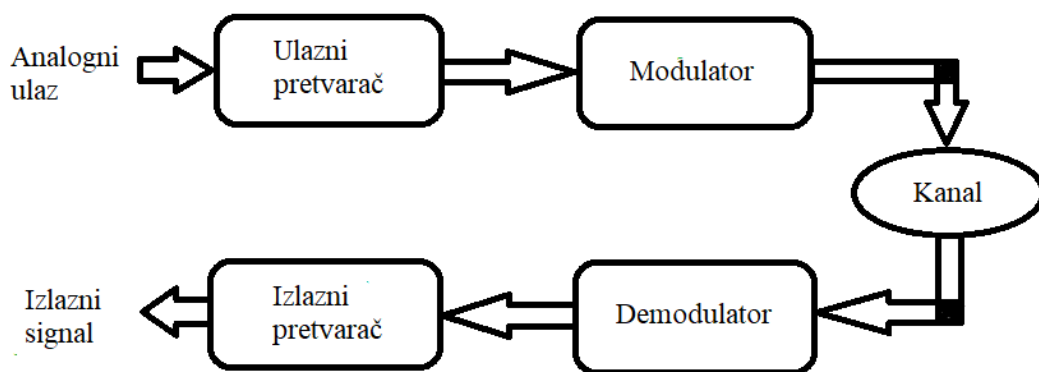 Analogni
ulaz
Ulazni
pretvarač
Modulator
Kanal
Izlazni
signal
Izlazni
pretvarač
Demodulator